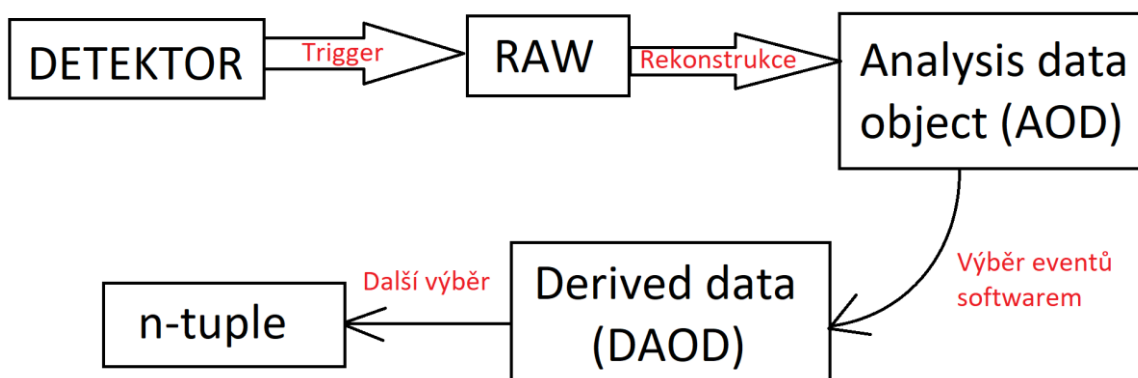 DETEKTOR
Trigger
RAW
Rekonstrukce
Analysis data
object (AOD)
Výběr eventů
softwarem
Derived data
(DAOD)
Další výběr
n-tuple